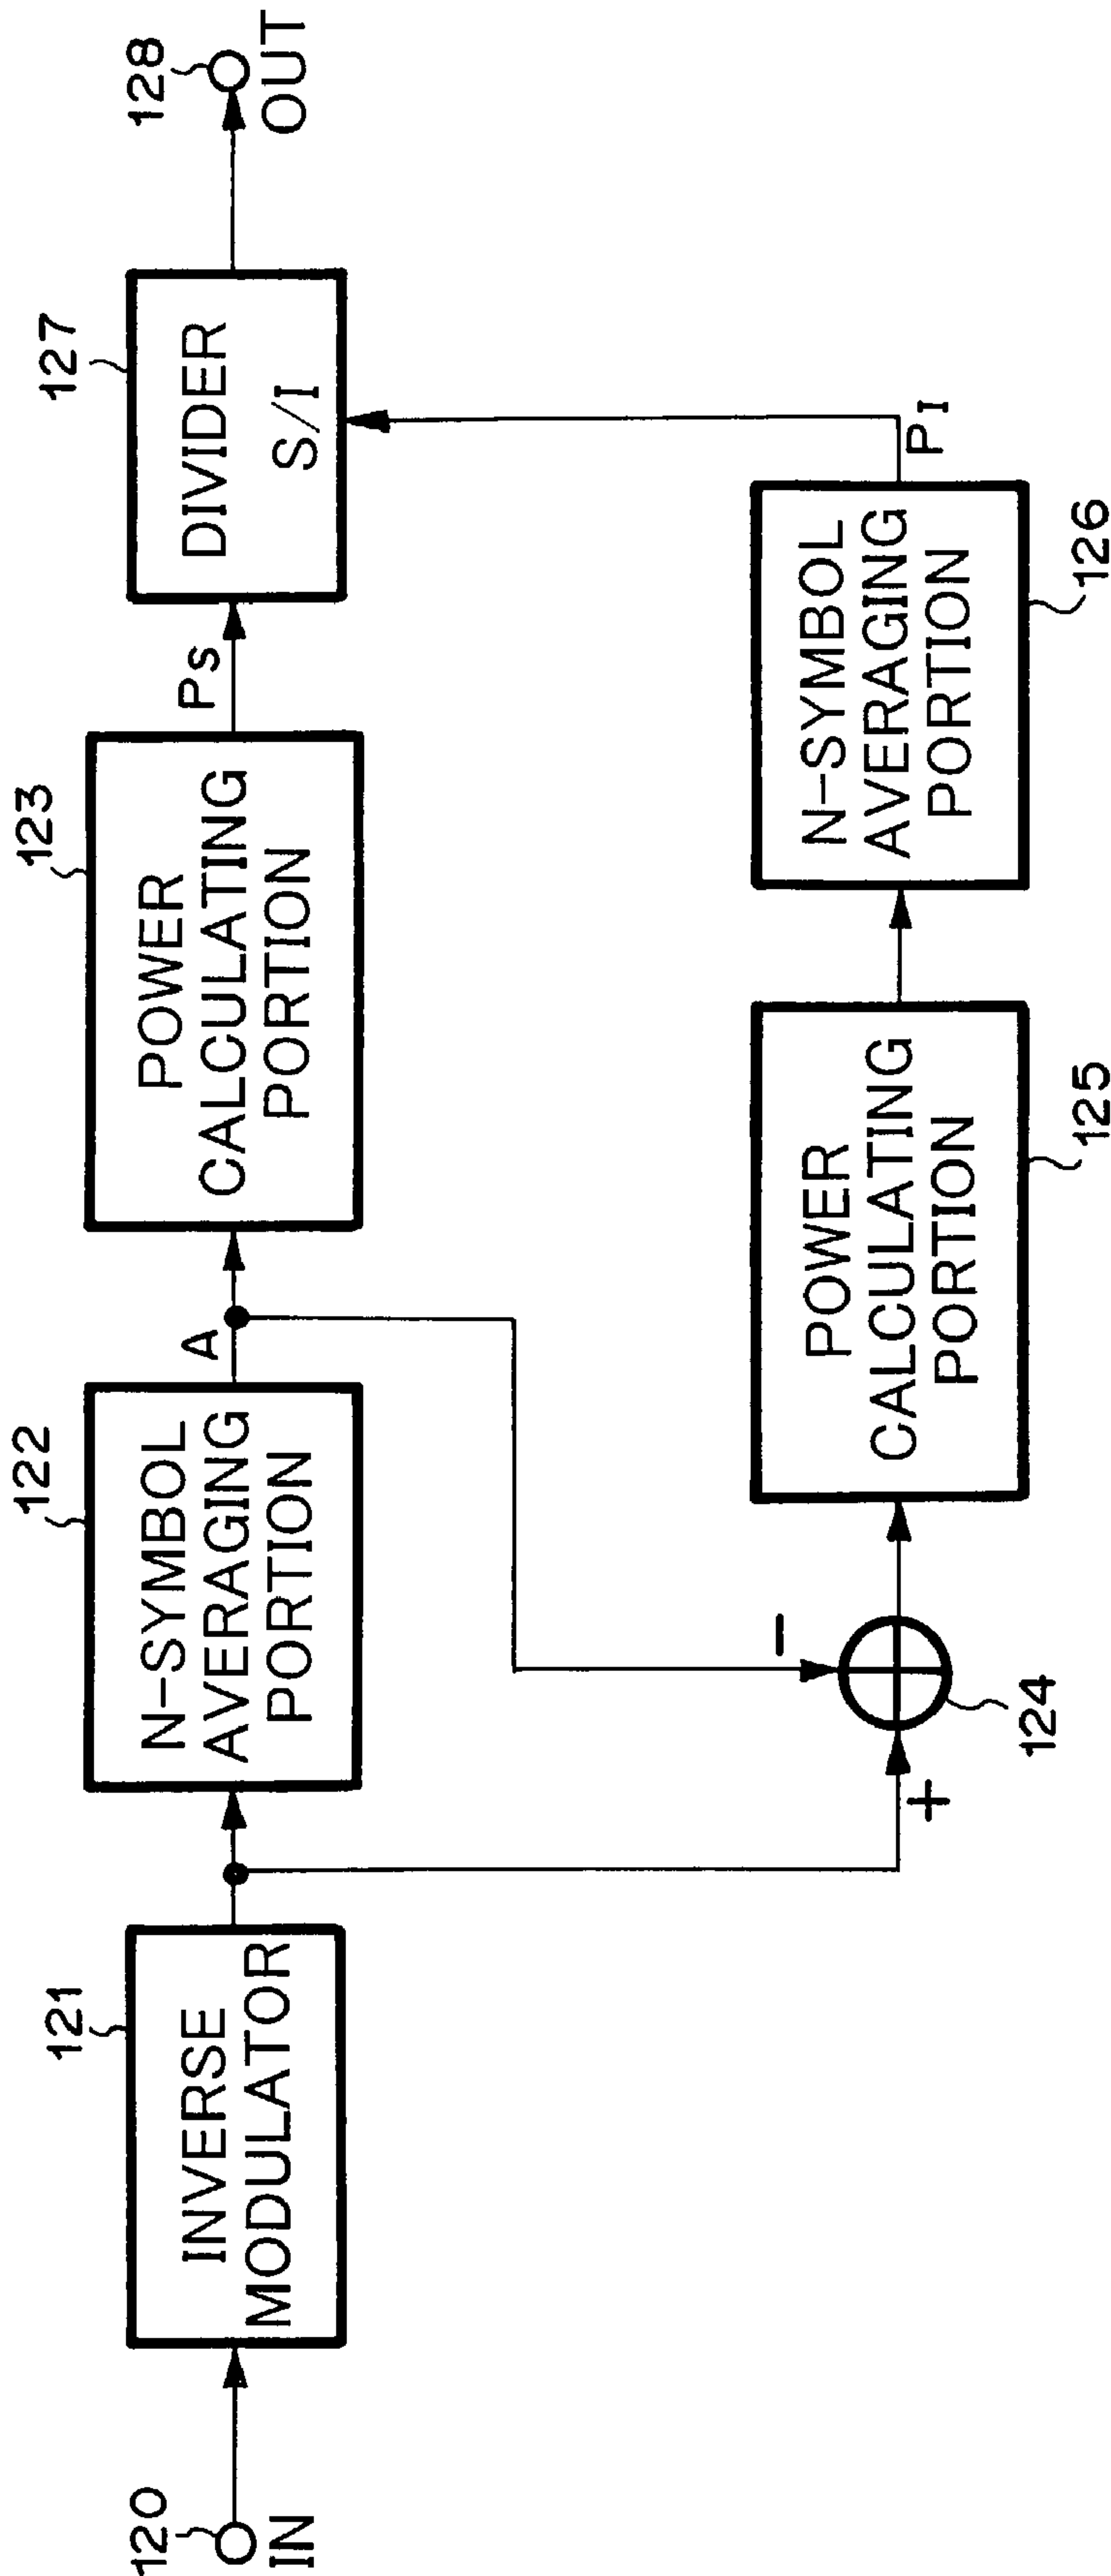 120
IN
121
INVERSE
MODULATOR
122
N-SYMBOL
AVERAGING
PORTION
A
123
POWER
CALCULATING
PORTION
Ps
127
DIVIDER
S/I
128
OUT
+
-
124
125
POWER
CALCULATING
PORTION
126
N-SYMBOL
AVERAGING
PORTION
PI